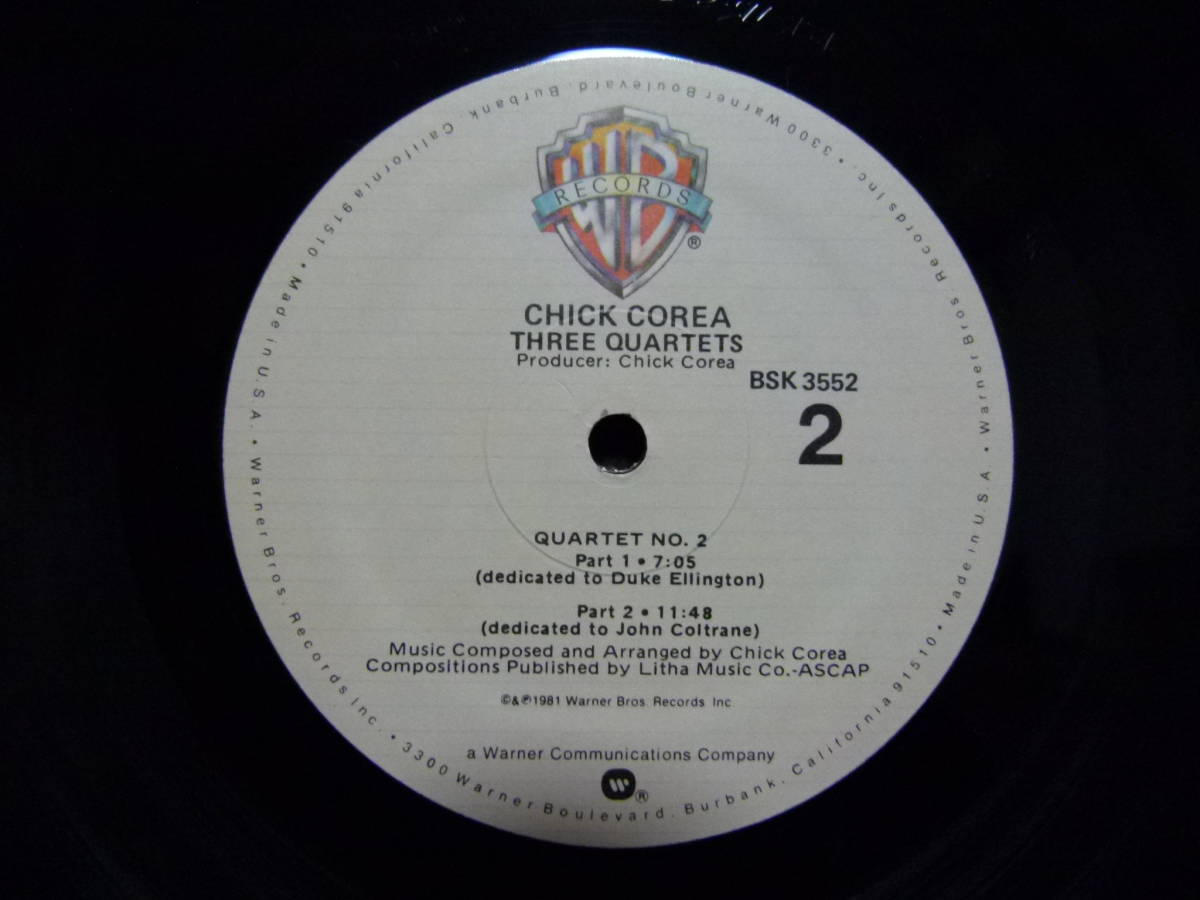 WB
RECORDS
®
CHICK COREA
THREE QUARTETS
Producer: Chick Corea
BSK 3552
2
QUARTET NO. 2
Part 1 • 7:05
(dedicated to Duke Ellington)
Part 2 • 11:48
(dedicated to John Coltrane)
Music Composed and Arranged by Chick Corea
Compositions Published by Litha Music Co.-ASCAP
©&℗1981 Warner Bros. Records Inc.
a Warner Communications Company
®
Warner Bros. Records Inc. • 3300 Warner Boulevard, Burbank, California 91510 • Made in U.S.A. • Warner Bros. Records Inc. • 3300 Warner Boulevard, Burbank, California 91510 • Made in U.S.A. •